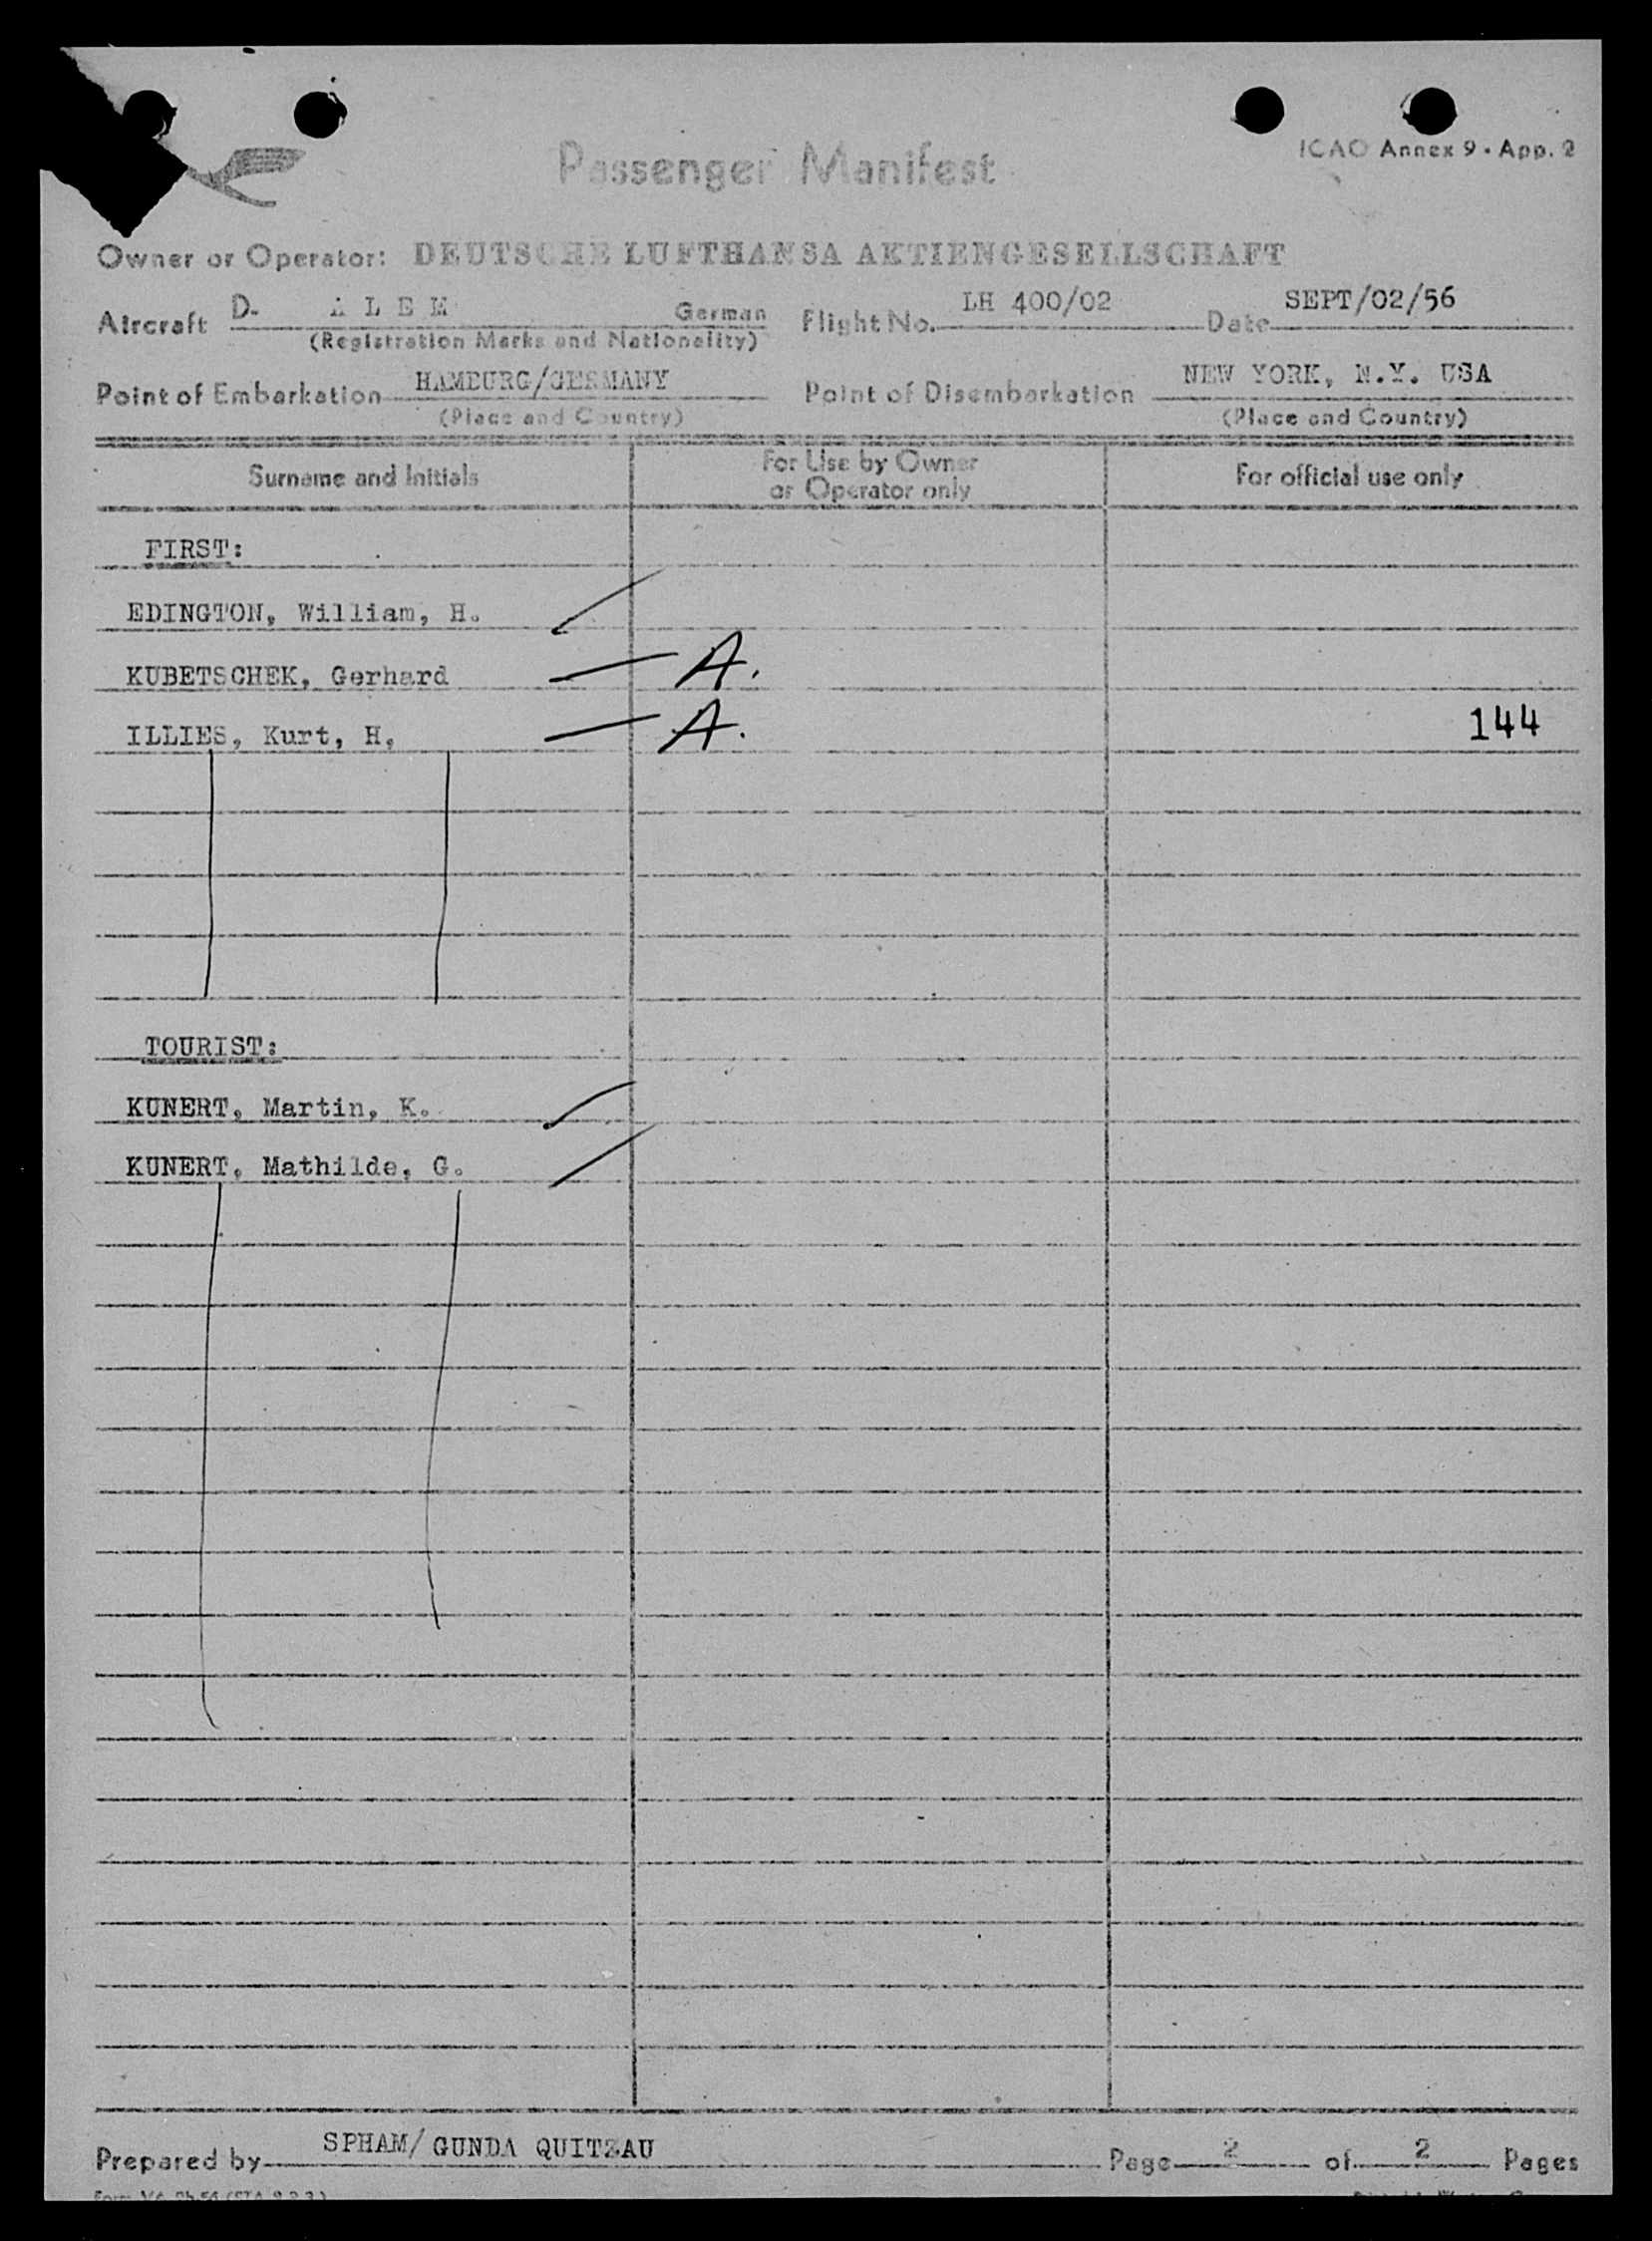 ICAO Annex 9 • App. 2
Passenger Manifest
Owner or Operator: DEUTSCHE LUFTHANSA AKTIENGESELLSCHAFT
Aircraft D- A L E M German Flight No. LH 400/02 Date SEPT/02/56
(Registration Marks and Nationality)
Point of Embarkation HAMBURG/GERMANY Point of Disembarkation NEW YORK, N.Y. USA
(Place and Country) (Place and Country)
Surname and Initials For Use by Owner or Operator only For official use only
FIRST:
EDINGTON, William, H.
KUBETSCHEK, Gerhard A.
ILLIES, Kurt, H. A. 144
TOURIST:
KUNERT, Martin, K.
KUNERT, Mathilde, G.
Prepared by SPHAM/ GUNDA QUITZAU Page 2 of 2 Pages